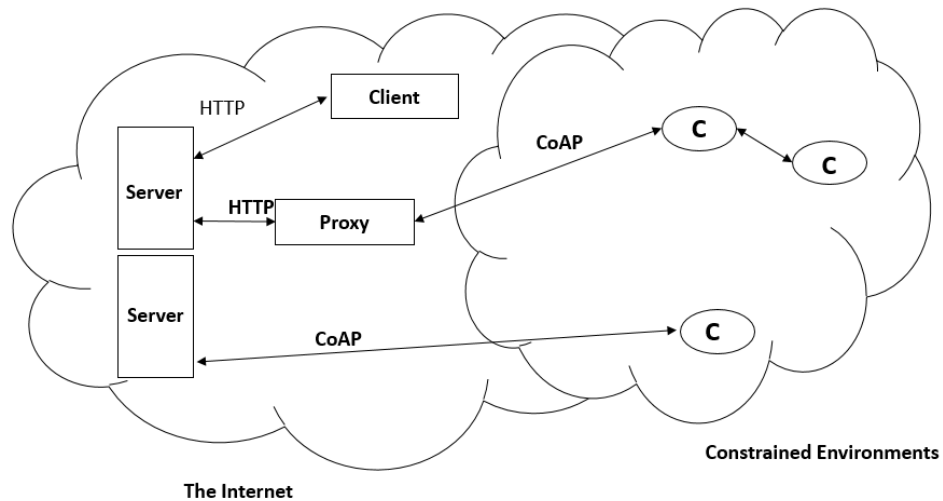 HTTP
Client
CoAP
C
C
Server
HTTP
Proxy
Server
CoAP
C
Constrained Environments
The Internet